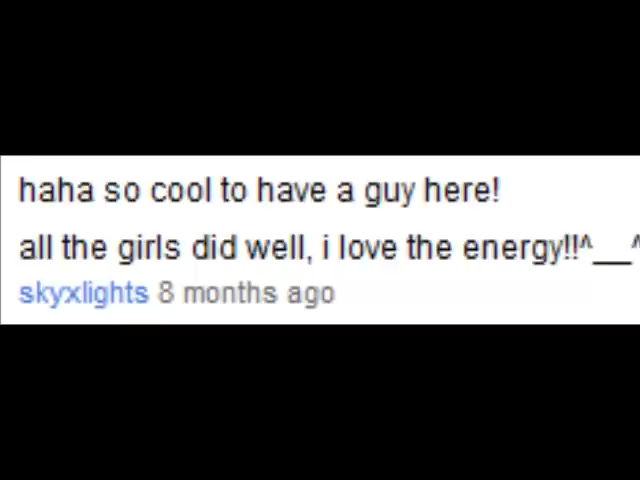 haha so cool to have a guy here!
all the girls did well, i love the energy!!^__^
skyxlights 8 months ago